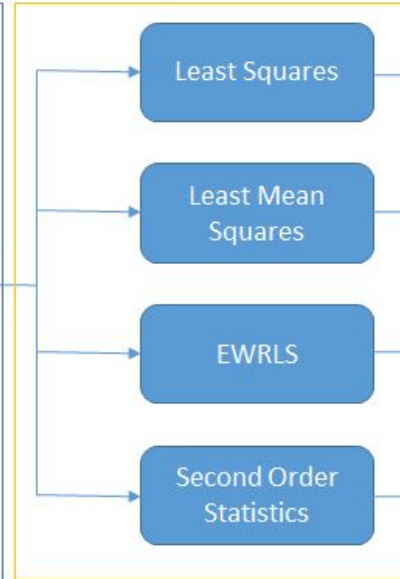 Least Squares
Least Mean
Squares
EWRLS
Second Order
Statistics